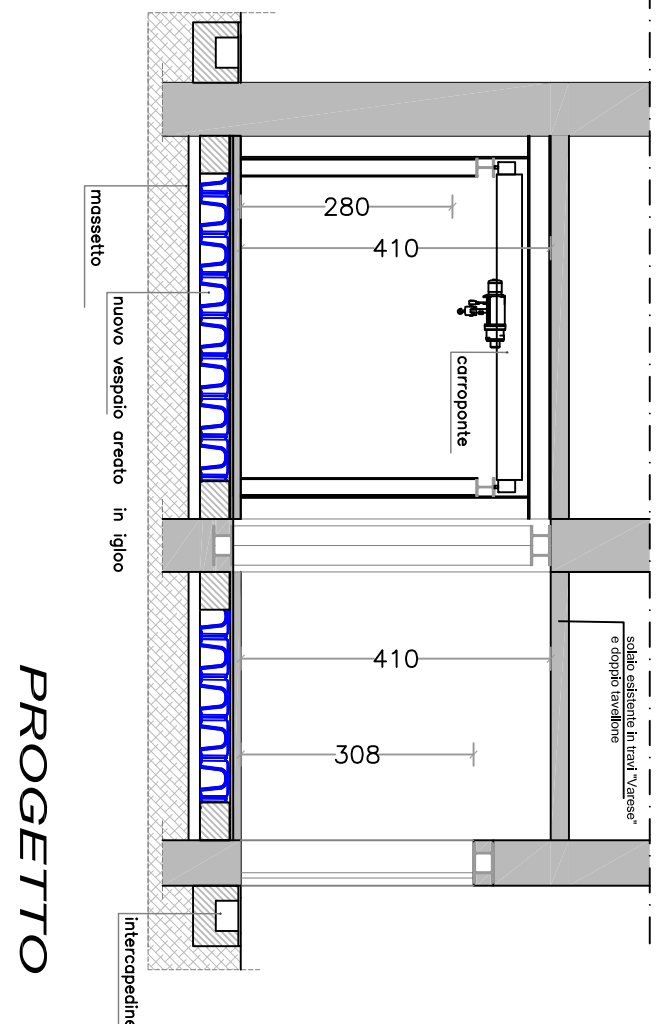 solaio esistente in travi "Varese"
e doppio tavellone
280
410
carroponte
410
308
massetto
nuovo vespaio areato in igloo
intercapedine
PROGETTO